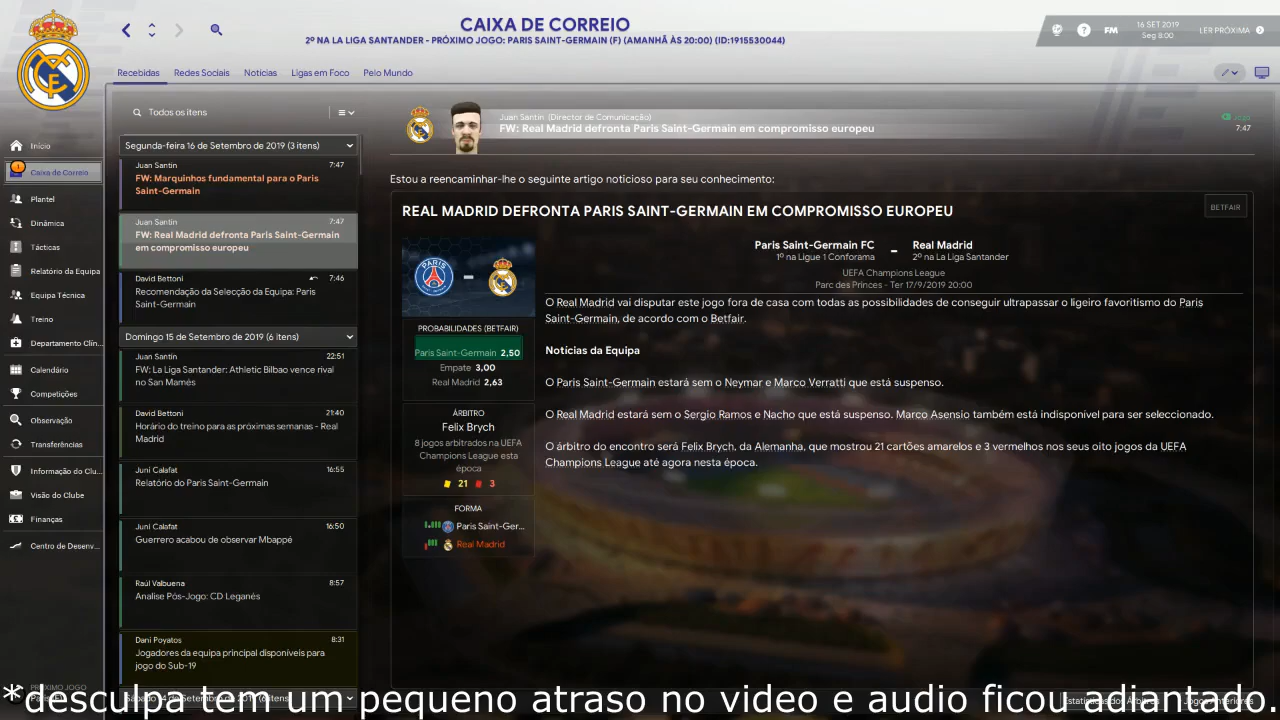 CAIXA DE CORREIO
2º NA LA LIGA SANTANDER - PRÓXIMO JOGO: PARIS SAINT-GERMAIN (F) (AMANHÃ ÀS 20:00) (ID:1915530044)
FM
16 SET 2019
Seg 8:00
LER PRÓXIMA
Recebidas
Redes Sociais
Notícias
Ligas em Foco
Pelo Mundo
Início
Caixa de Correio
Plantel
Dinâmica
Tácticas
Relatório da Equipa
Equipa Técnica
Treino
Departamento Clín...
Calendário
Competições
Observação
Transferências
Informação do Clu...
Visão do Clube
Finanças
Centro de Desenv...
PRÓXIMO JOGO
Todos os itens
Segunda-feira 16 de Setembro de 2019 (3 itens)
Juan Santín 7:47
FW: Marquinhos fundamental para o Paris
Saint-Germain
Juan Santín 7:47
FW: Real Madrid defronta Paris Saint-Germain
em compromisso europeu
David Bettoni 7:46
Recomendação da Selecção da Equipa: Paris
Saint-Germain
Domingo 15 de Setembro de 2019 (6 itens)
Juan Santín 22:51
FW: La Liga Santander: Athletic Bilbao vence rival
no San Mamés
David Bettoni 21:40
Horário do treino para as próximas semanas - Real
Madrid
Juni Calafat 16:55
Relatório do Paris Saint-Germain
Juni Calafat 16:50
Guerrero acabou de observar Mbappé
Raúl Valbuena 8:57
Análise Pós-Jogo: CD Leganés
Dani Poyatos 8:31
Jogadores da equipa principal disponíveis para
jogo do Sub-19
Juan Santín (Director de Comunicação)
FW: Real Madrid defronta Paris Saint-Germain em compromisso europeu
7:47
Estou a reencaminhar-lhe o seguinte artigo noticioso para seu conhecimento:
REAL MADRID DEFRONTA PARIS SAINT-GERMAIN EM COMPROMISSO EUROPEU
BETFAIR
Paris Saint-Germain FC - Real Madrid
1º na Ligue 1 Conforama 2º na La Liga Santander
UEFA Champions League
Parc des Princes - Ter 17/9/2019 20:00
PROBABILIDADES (BETFAIR)
Paris Saint-Germain 2,50
Empate 3,00
Real Madrid 2,63
ÁRBITRO
Felix Brych
8 jogos arbitrados na UEFA
Champions League esta
época
21 3
FORMA
Paris Saint-Ger...
Real Madrid
O Real Madrid vai disputar este jogo fora de casa com todas as possibilidades de conseguir ultrapassar o ligeiro favoritismo do Paris
Saint-Germain, de acordo com o Betfair.
Notícias da Equipa
O Paris Saint-Germain estará sem o Neymar e Marco Verratti que está suspenso.
O Real Madrid estará sem o Sergio Ramos e Nacho que está suspenso. Marco Asensio também está indisponível para ser seleccionado.
O árbitro do encontro será Felix Brych, da Alemanha, que mostrou 21 cartões amarelos e 3 vermelhos nos seus oito jogos da UEFA
Champions League até agora nesta época.
*desculpa tem um pequeno atraso no video e audio ficou adiantado.